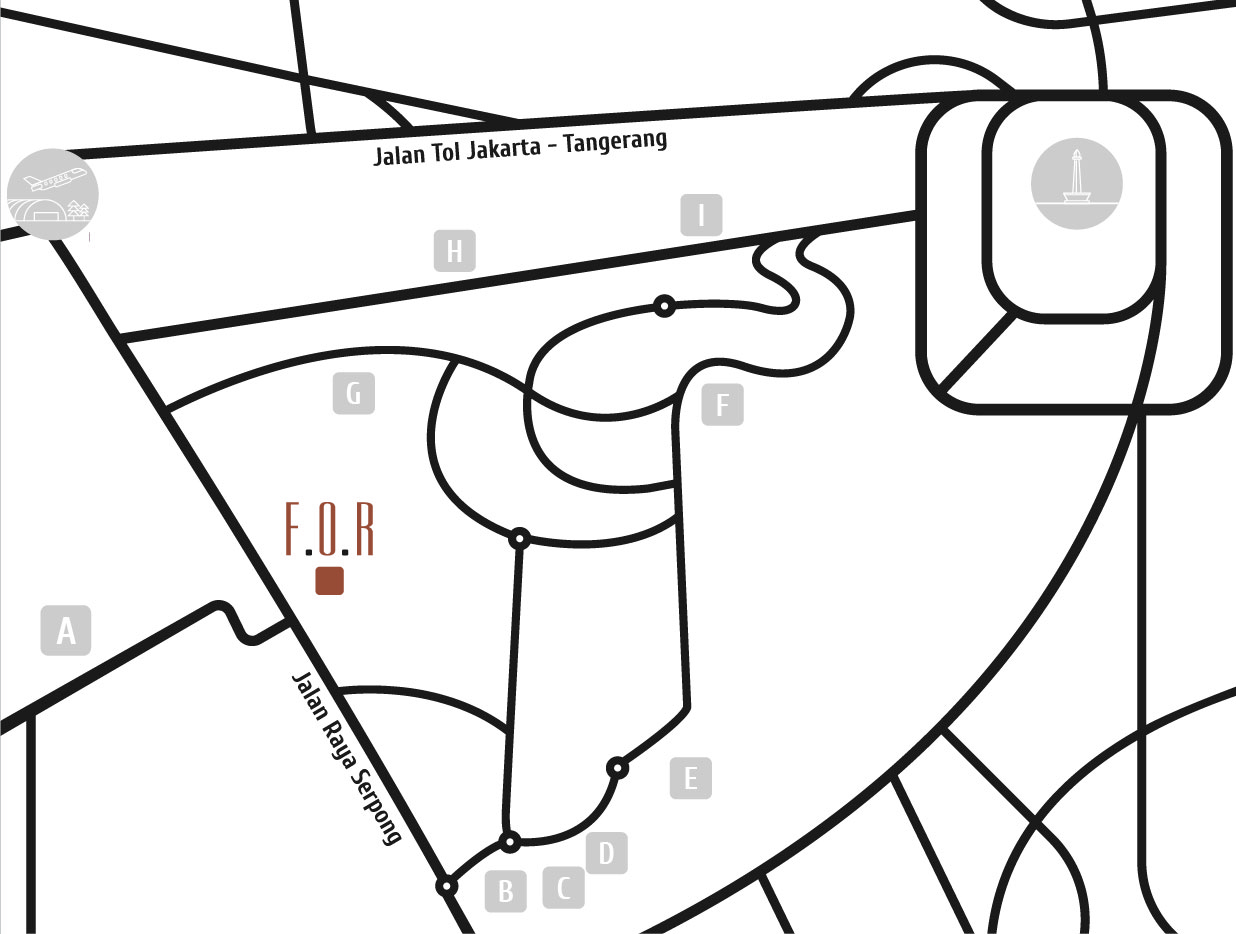 Jalan Tol Jakarta - Tangerang
I
H
G
F
F.O.R
A
Jalan Raya Serpong
E
D
B
C